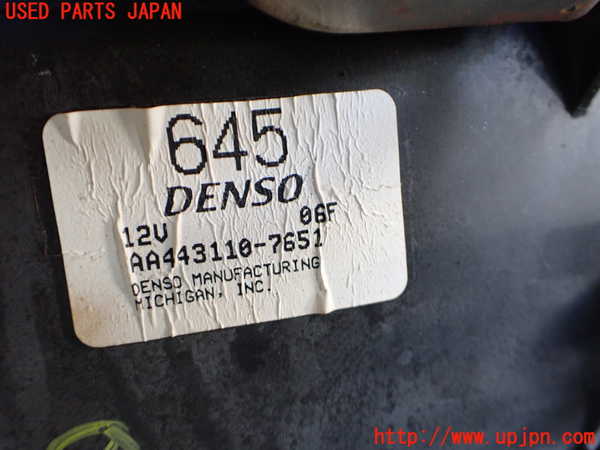 USED PARTS JAPAN
645
DENSO
12V 06F
AA443110-7651
DENSO MANUFACTURING
MICHIGAN, INC.
http://www.upjpn.com/